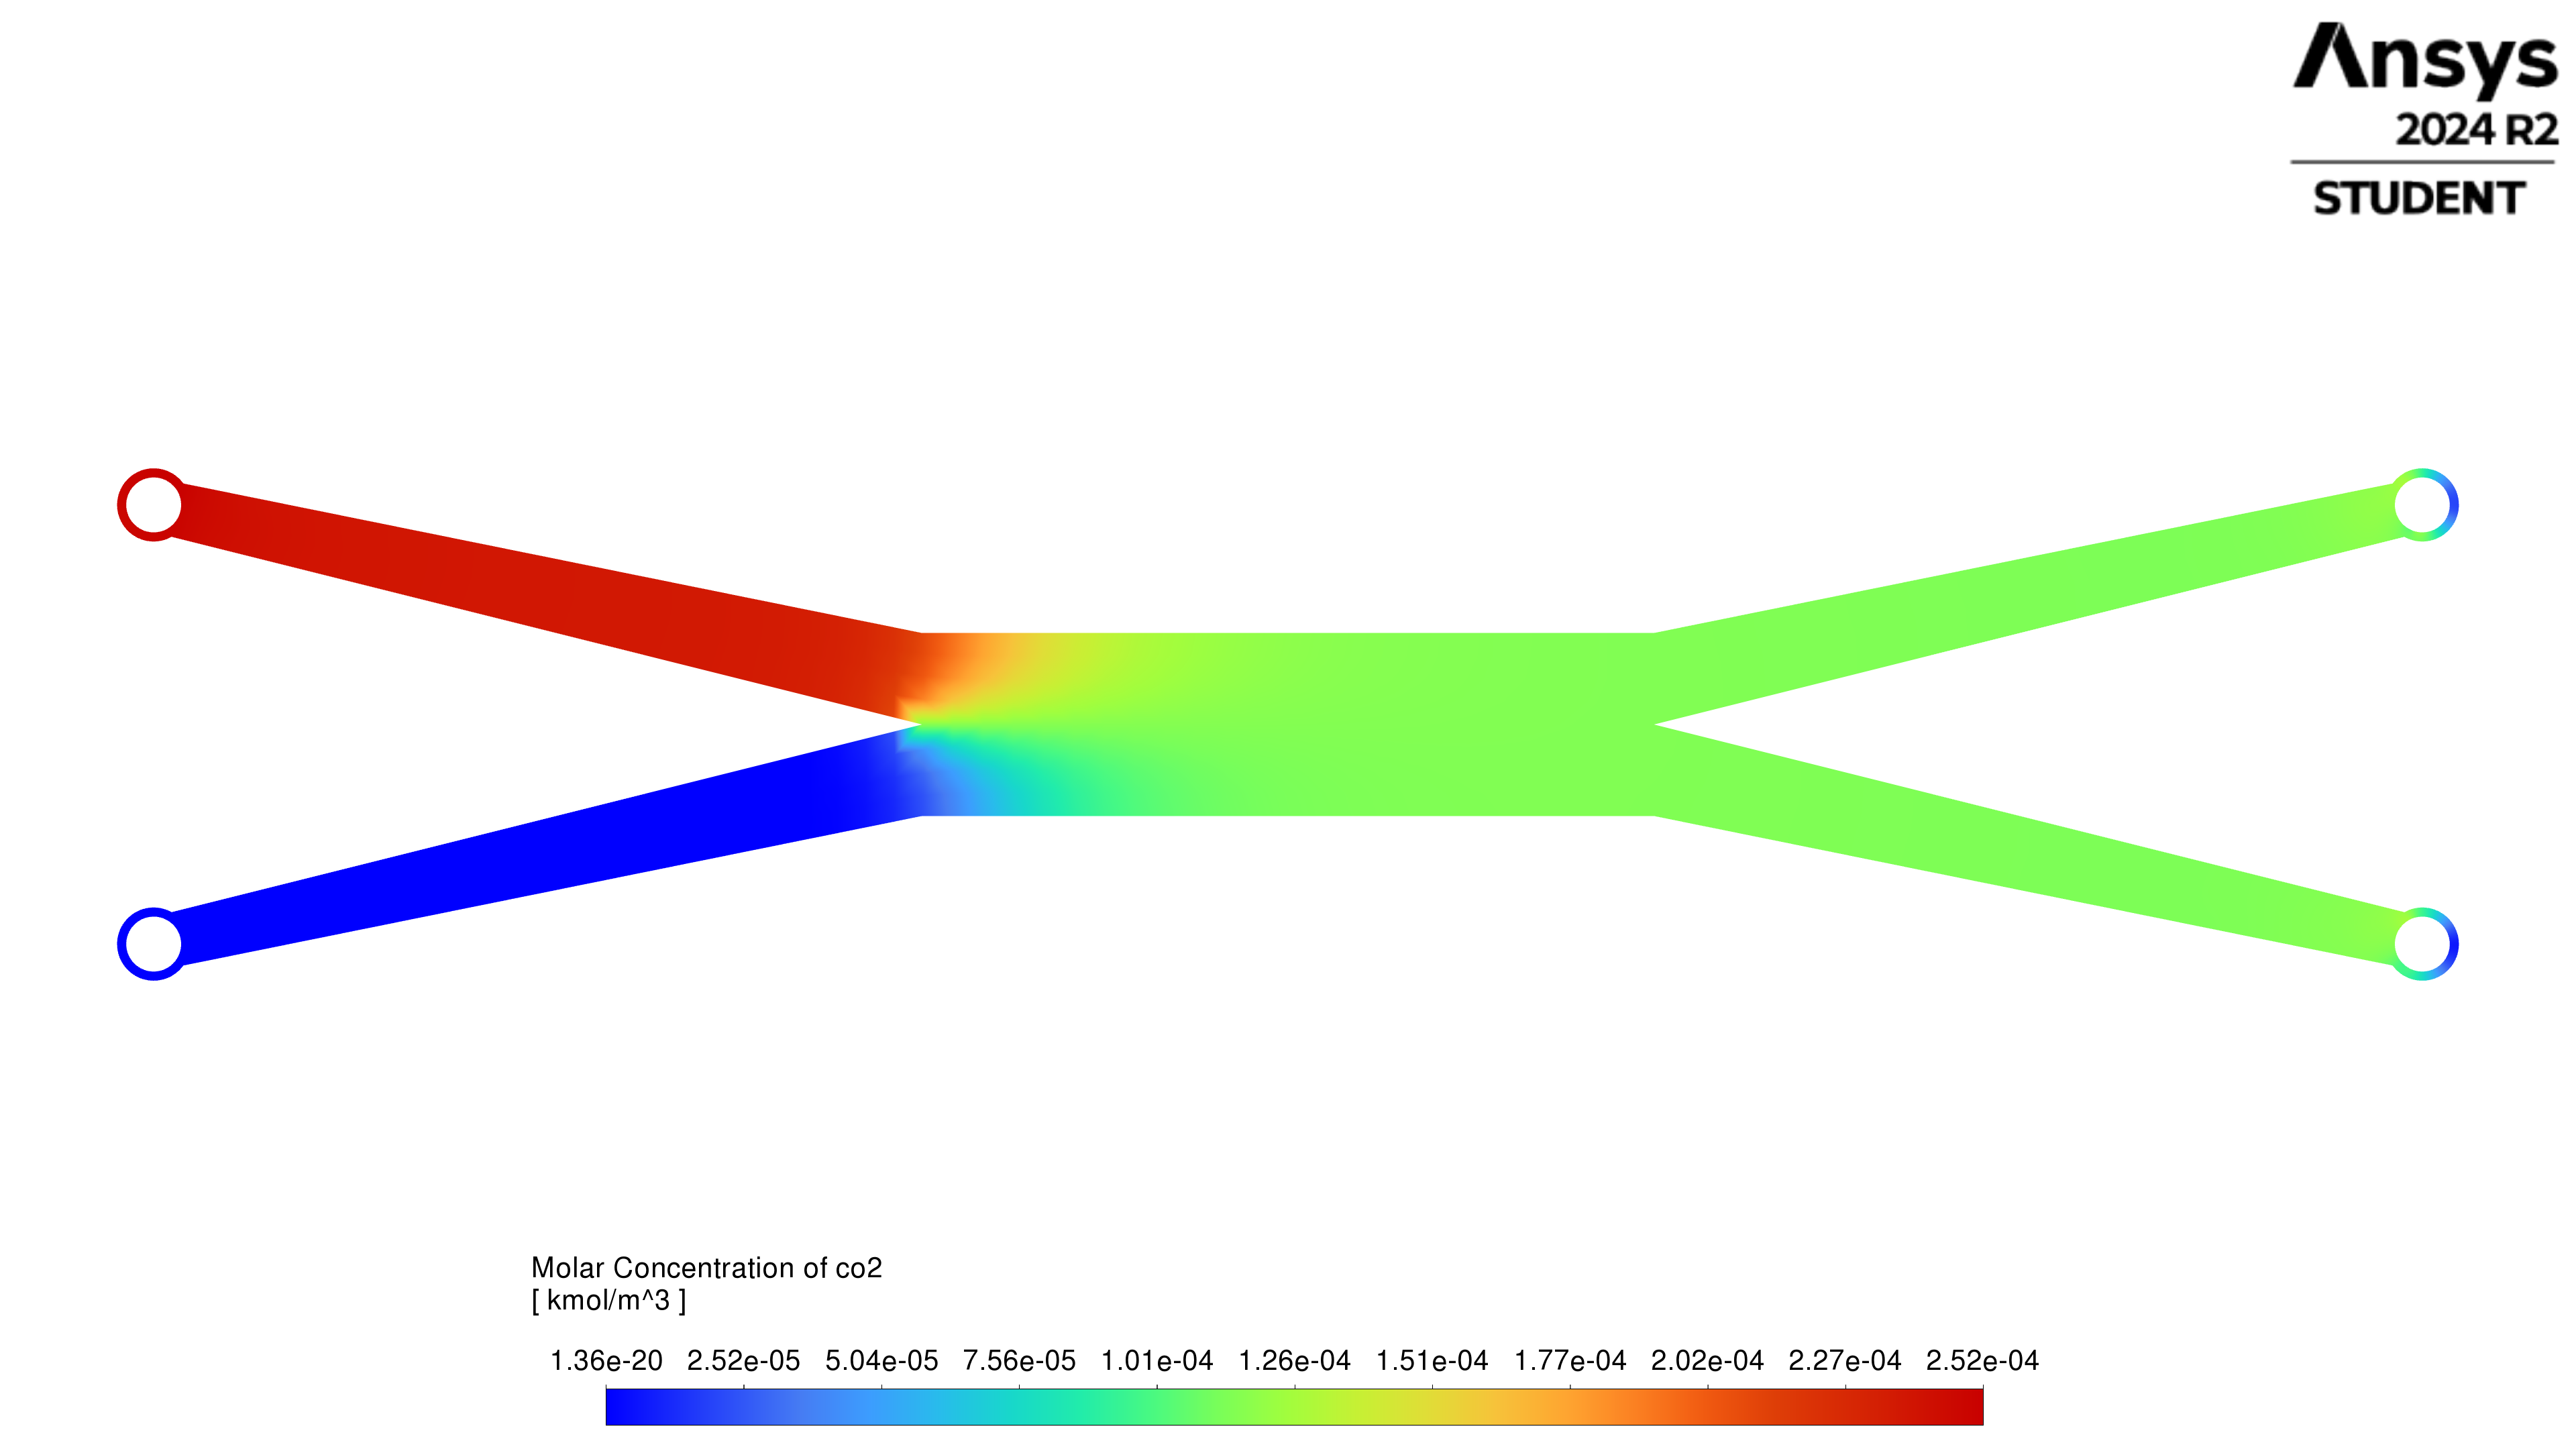 Ansys
2024 R2
STUDENT
Molar Concentration of co2
[ kmol/m^3 ]
1.36e-20 2.52e-05 5.04e-05 7.56e-05 1.01e-04 1.26e-04 1.51e-04 1.77e-04 2.02e-04 2.27e-04 2.52e-04